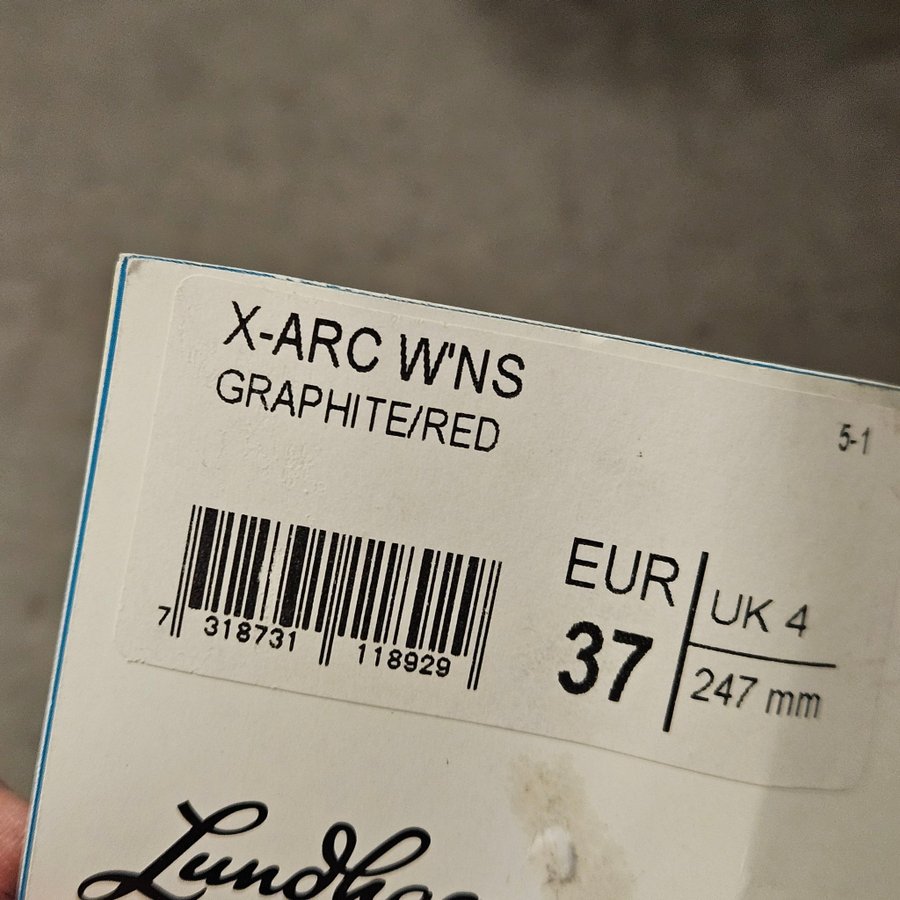 X-ARC W'NS
GRAPHITE/RED
5-1
7 318731 118929
EUR
37
UK 4
247 mm